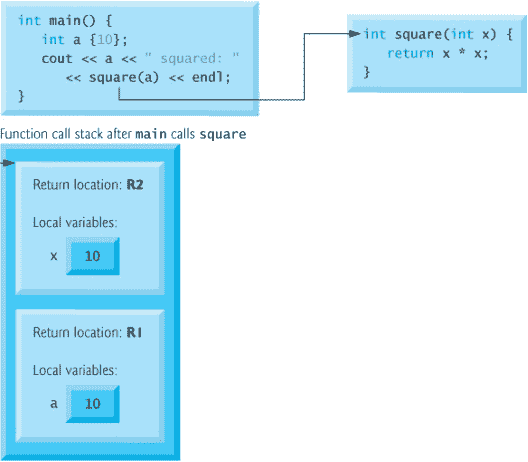 int main() {
int a {10};
cout << a << " squared: "
<< square(a) << endl;
}
int square(int x) {
return x * x;
}
Function call stack after main calls square
Return location: R2
Local variables:
x 10
Return location: R1
Local variables:
a 10